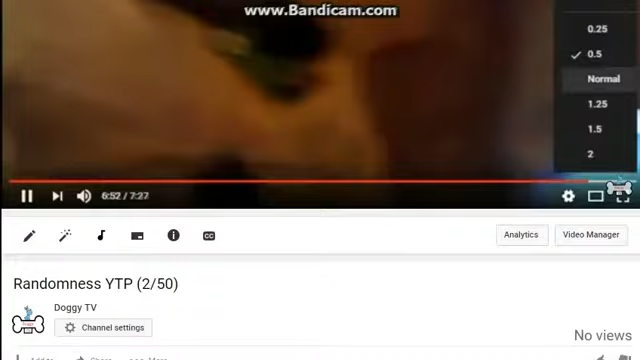 www.Bandicam.com
0.25
0.5
Normal
1.25
1.5
2
6:52 / 7:27
CC
Analytics
Video Manager
Randomness YTP (2/50)
Doggy TV
Channel settings
No views